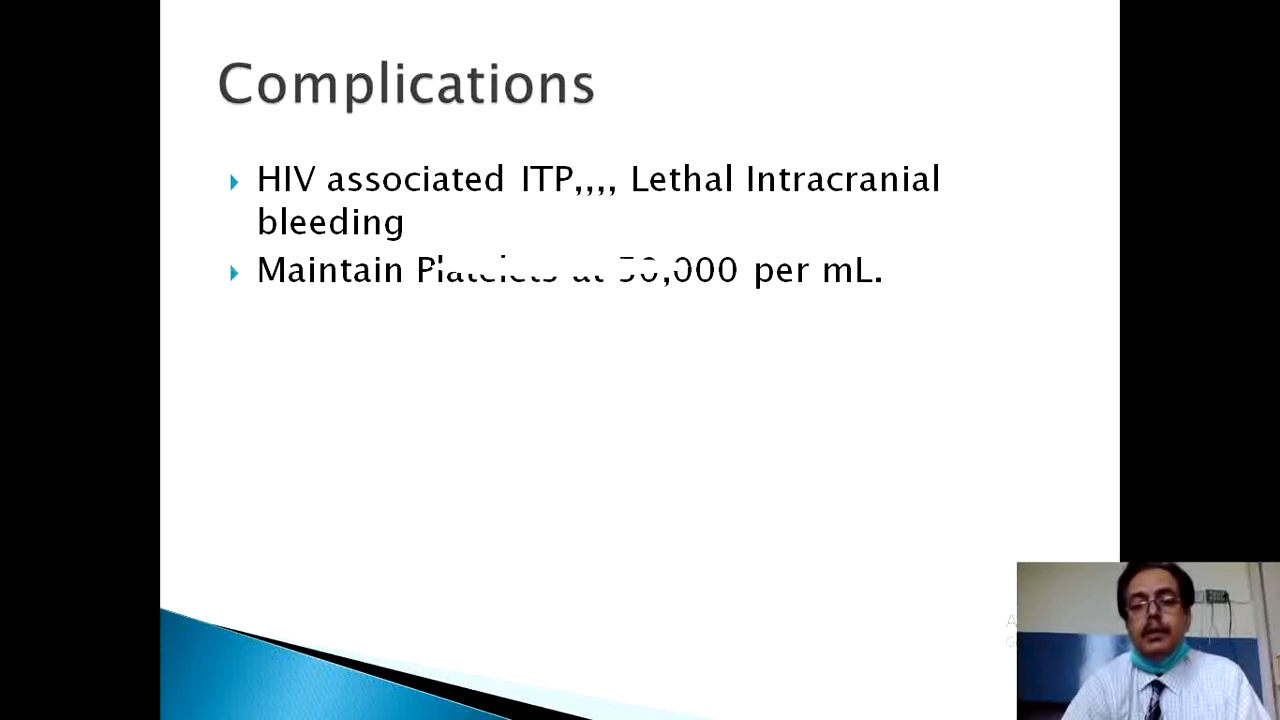 Complications
HIV associated ITP,,,, Lethal Intracranial
bleeding
Maintain Platelets at 50,000 per mL.